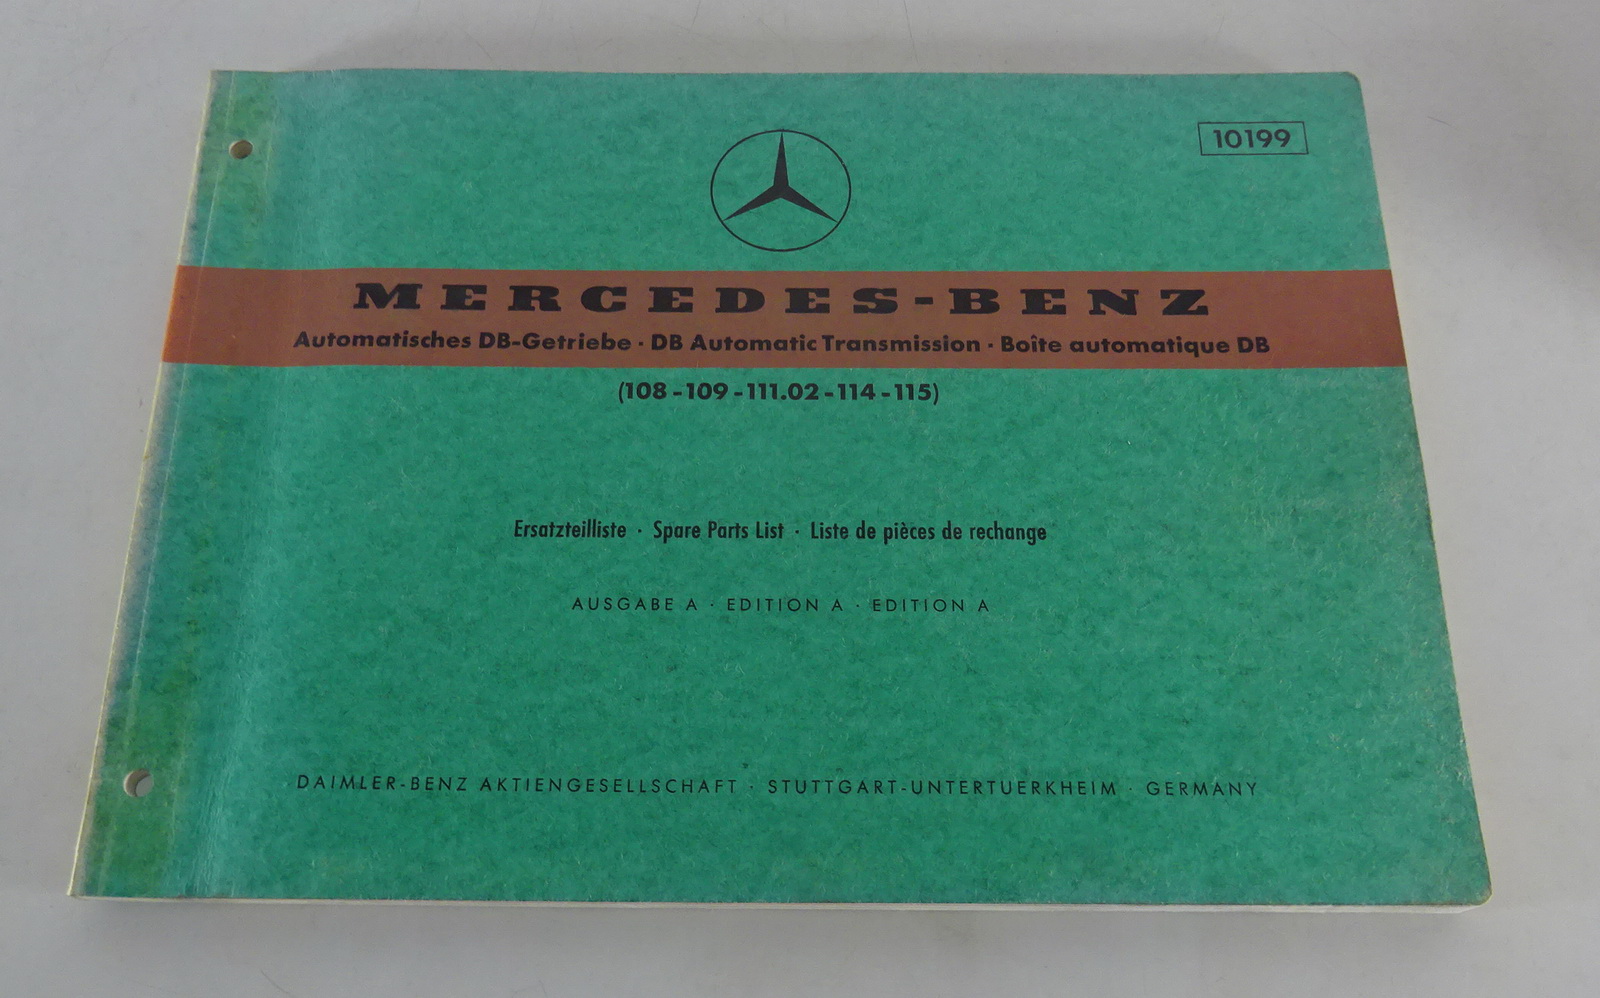 10199
MERCEDES-BENZ
Automatisches DB-Getriebe · DB Automatic Transmission · Boîte automatique DB
(108-109-111.02-114-115)
Ersatzteilliste · Spare Parts List · Liste de pièces de rechange
AUSGABE A · EDITION A · EDITION A
DAIMLER-BENZ AKTIENGESELLSCHAFT · STUTTGART-UNTERTUERKHEIM · GERMANY